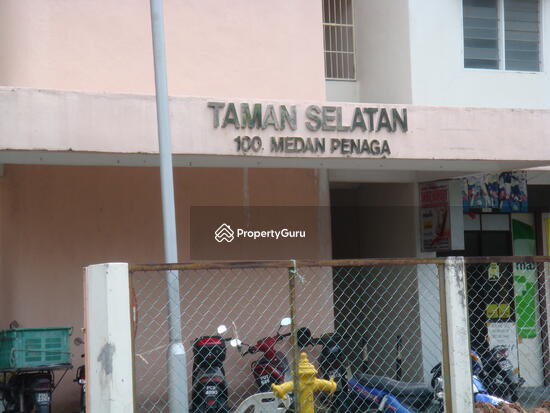 TAMAN SELATAN
100, MEDAN PENAGA
PropertyGuru